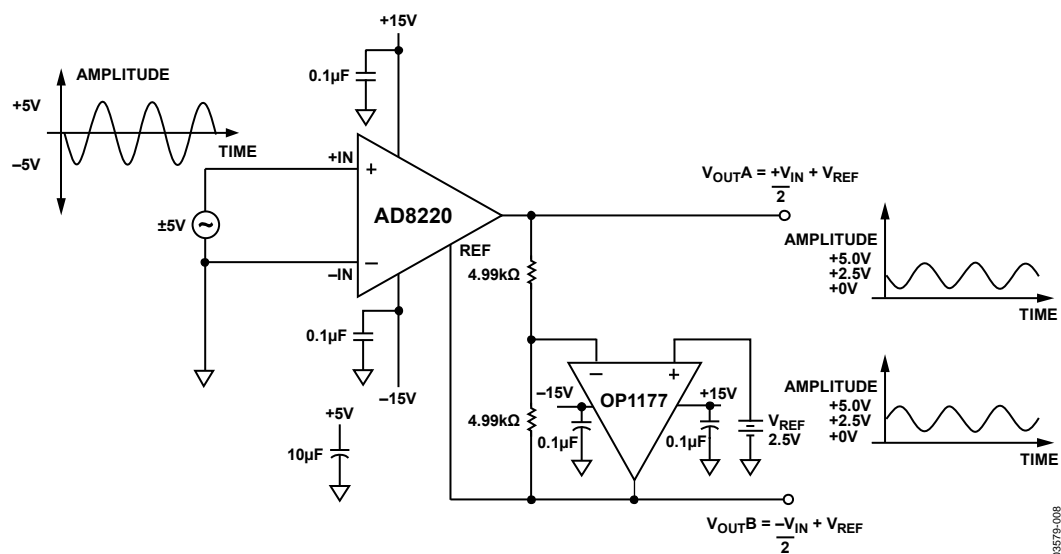 +15V
0.1µF
AMPLITUDE
+5V
–5V
TIME
+IN
+
AD8220
±5V
–IN
–
REF
0.1µF
–15V
+5V
10µF
4.99kΩ
4.99kΩ
VOUTA = +VIN + VREF
2
AMPLITUDE
+5.0V
+2.5V
+0V
TIME
–
+
–15V
OP1177
+15V
0.1µF
0.1µF
VREF
2.5V
AMPLITUDE
+5.0V
+2.5V
+0V
TIME
VOUTB = –VIN + VREF
2
03579-008